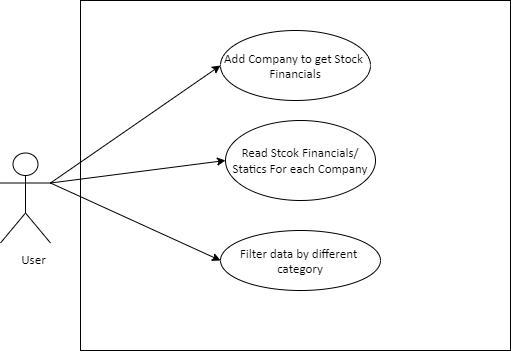 Add Company to get Stock
Financials
Read Stcok Financials/
Statics For each Company
Filter data by different
category
User